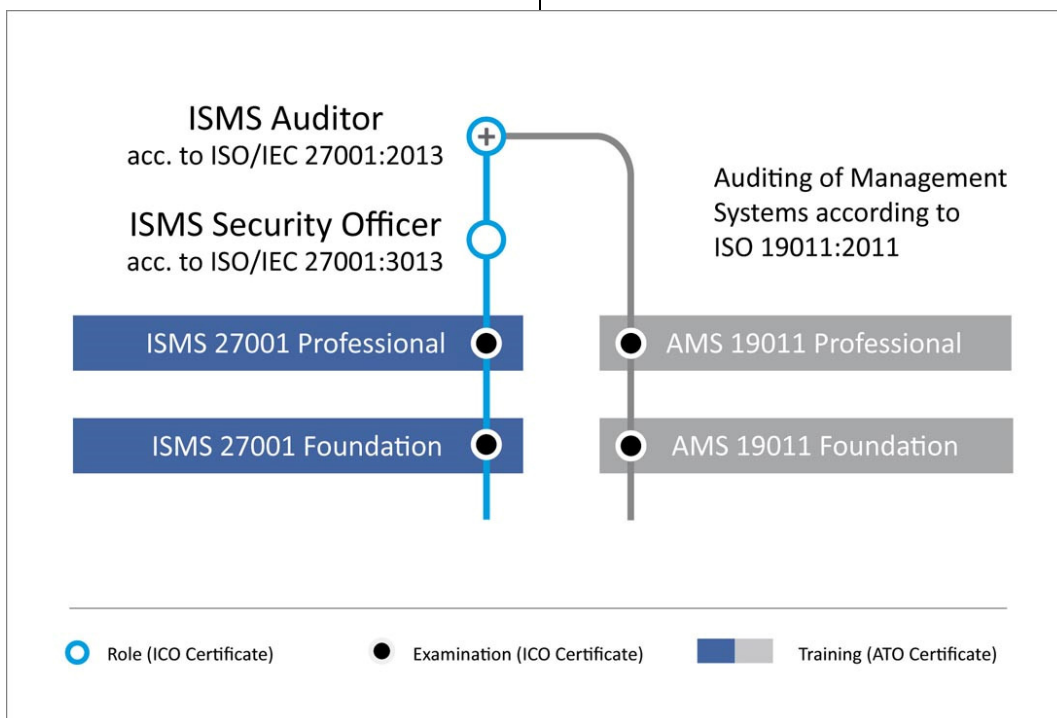 ISMS Auditor
acc. to ISO/IEC 27001:2013
ISMS Security Officer
acc. to ISO/IEC 27001:3013
Auditing of Management
Systems according to
ISO 19011:2011
ISMS 27001 Professional
AMS 19011 Professional
ISMS 27001 Foundation
AMS 19011 Foundation
Role (ICO Certificate)
Examination (ICO Certificate)
Training (ATO Certificate)